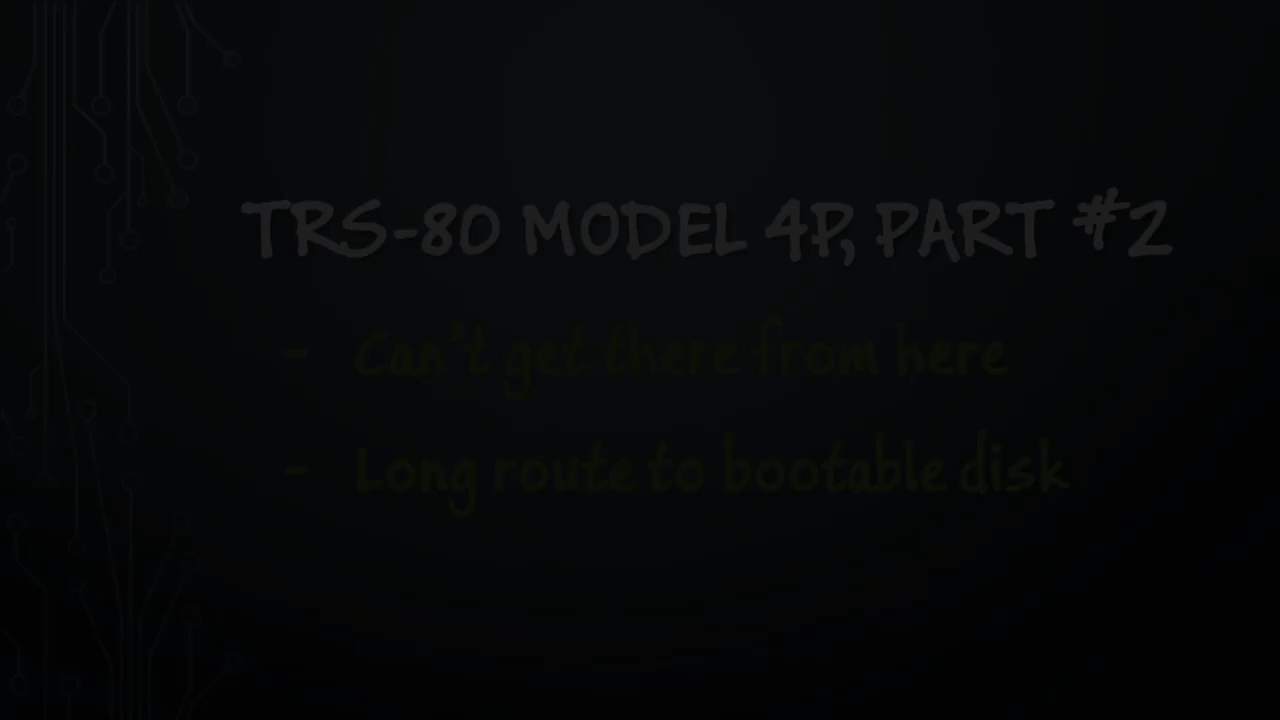 TRS-80 MODEL 4P, PART #2
- Can't get there from here
- Long route to bootable disk